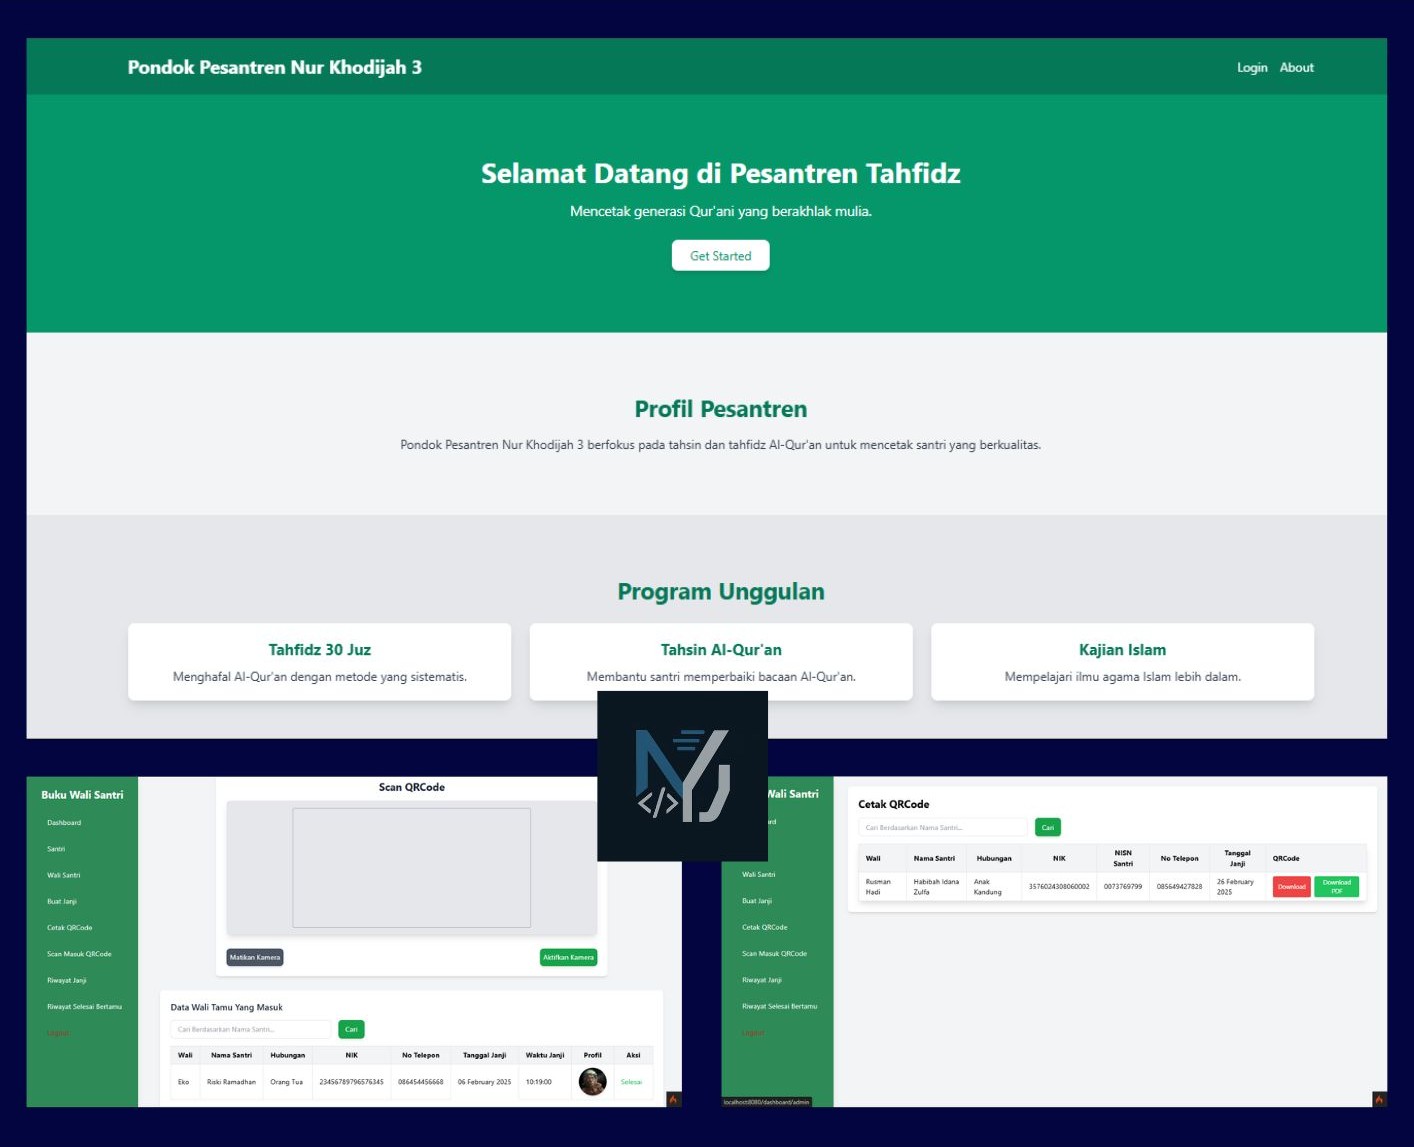 Pondok Pesantren Nur Khodijah 3
Login About
Selamat Datang di Pesantren Tahfidz
Mencetak generasi Qur'ani yang berakhlak mulia.
Get Started
Profil Pesantren
Pondok Pesantren Nur Khodijah 3 berfokus pada tahsin dan tahfidz Al-Qur'an untuk mencetak santri yang berkualitas.
Program Unggulan
Tahfidz 30 Juz
Menghafal Al-Qur'an dengan metode yang sistematis.
Tahsin Al-Qur'an
Membantu santri memperbaiki bacaan Al-Qur'an.
Kajian Islam
Mempelajari ilmu agama Islam lebih dalam.
Buku Wali Santri
Dashboard
Santri
Wali Santri
Buat Janji
Cetak QRCode
Scan Masuk QRCode
Riwayat Janji
Riwayat Selesai Bertamu
Logout
Scan QRCode
Matikan Kamera
Aktifkan Kamera
Data Wali Tamu Yang Masuk
Cari Berdasarkan Nama Santri...
Cari
Wali Nama Santri Hubungan NIK No Telepon Tanggal Janji Waktu Janji Profil Aksi
Eko Riski Ramadhan Orang Tua 23456789796576345 086454456668 06 February 2025 10:19:00 Selesai
</>
Wali Santri
Wali Santri
Buat Janji
Cetak QRCode
Scan Masuk QRCode
Riwayat Janji
Riwayat Selesai Bertamu
Logout
localhost:8080/dashboard/admin
Cetak QRCode
Cari Berdasarkan Nama Santri...
Cari
Wali Nama Santri Hubungan NIK NISN Santri No Telepon Tanggal Janji QRCode
Rusman Hadi Habibah Idana Zulfa Anak Kandung 3576024308060002 0073769799 085649427828 26 February 2025 Download Download PDF